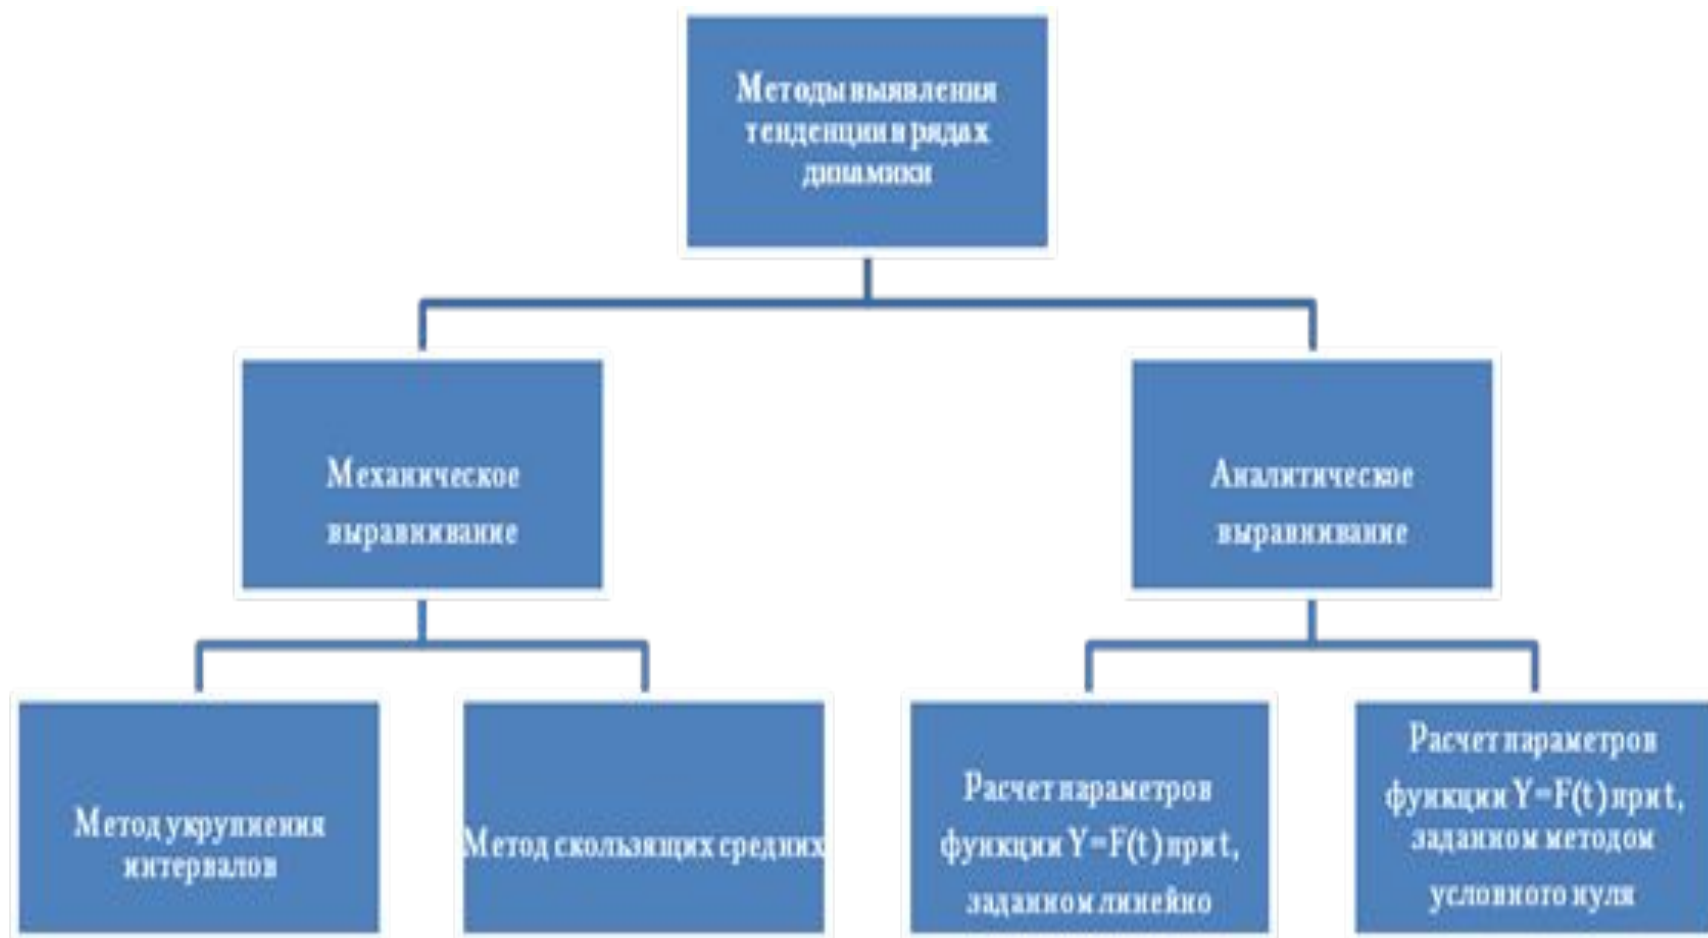 Методы выявления
тенденции в рядах
динамики
Механическое
выравнивание
Аналитическое
выравнивание
Метод укрупнения
интервалов
Метод скользящих средних
Расчет параметров
функции Y=F(t) при t,
заданном линейно
Расчет параметров
функции Y=F(t) при t,
заданном методом
условного нуля